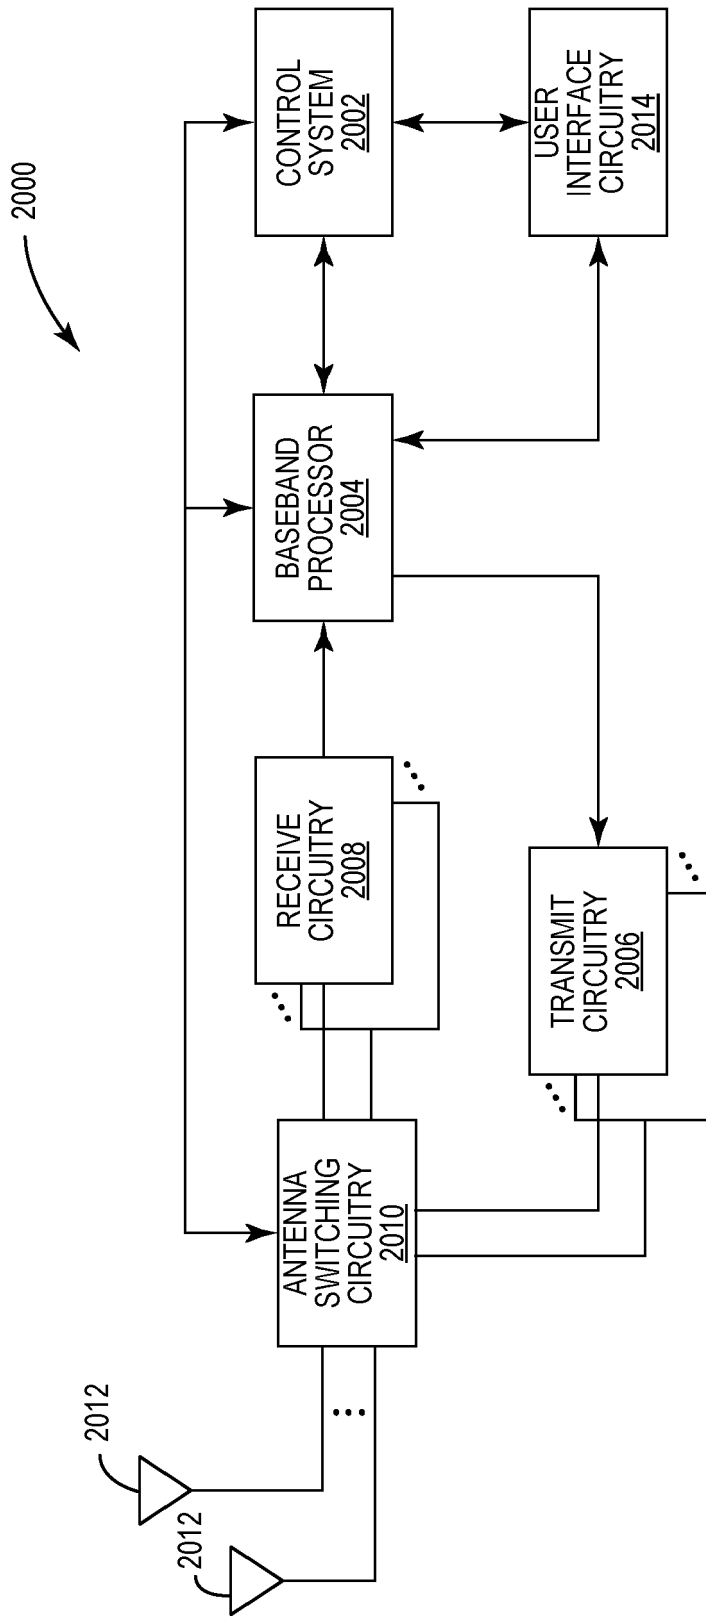 2000
CONTROL
SYSTEM
2002
USER
INTERFACE
CIRCUITRY
2014
BASEBAND
PROCESSOR
2004
RECEIVE
CIRCUITRY
2008
TRANSMIT
CIRCUITRY
2006
ANTENNA
SWITCHING
CIRCUITRY
2010
2012
2012